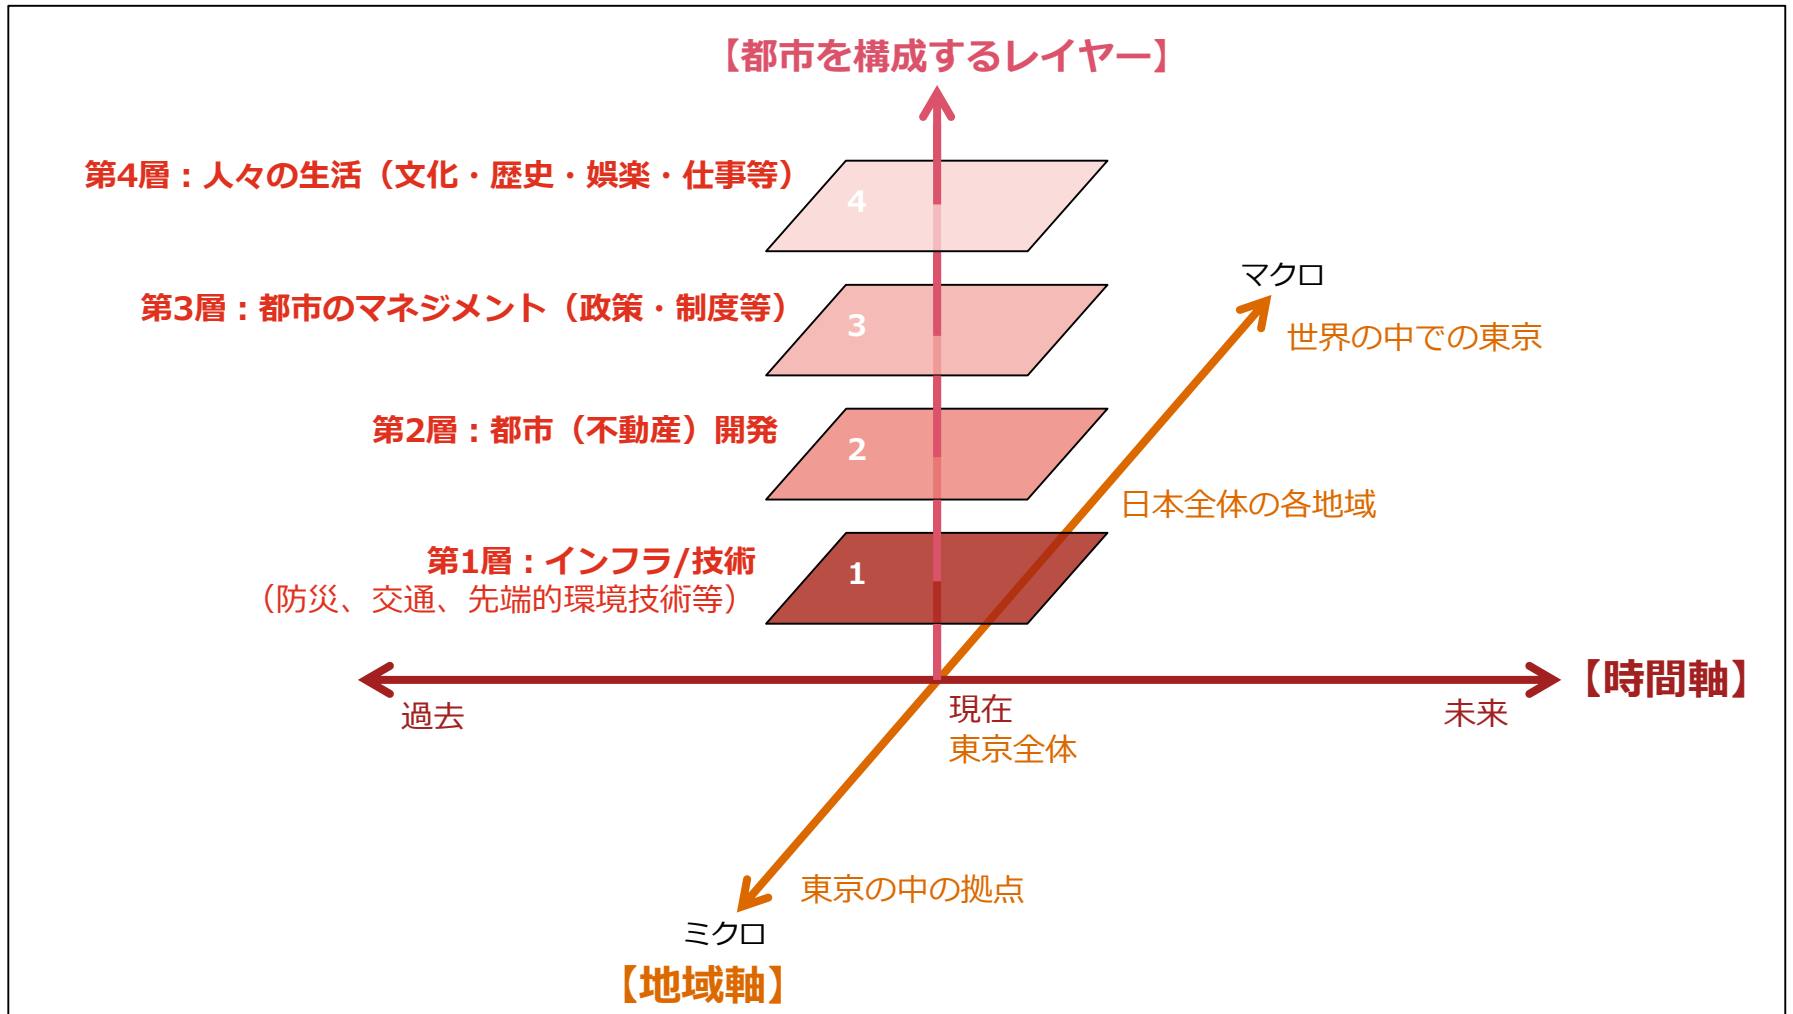 【都市を構成するレイヤー】
第4層：人々の生活（文化・歴史・娯楽・仕事等）
4
マクロ
第3層：都市のマネジメント（政策・制度等）
3
世界の中での東京
第2層：都市（不動産）開発
2
日本全体の各地域
第1層：インフラ/技術
（防災、交通、先端的環境技術等）
1
【時間軸】
過去
現在
未来
東京全体
東京の中の拠点
ミクロ
【地域軸】